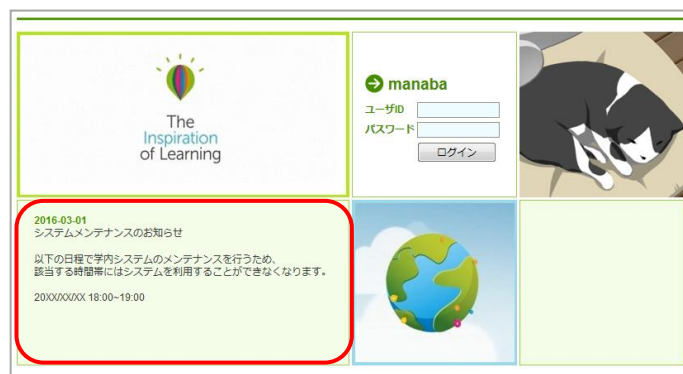 The
Inspiration
of Learning
manaba
ユーザID
パスワード
ログイン
2016-03-01
システムメンテナンスのお知らせ
以下の日程で学内システムのメンテナンスを行うため、
該当する時間帯にはシステムを利用することができなくなります。
20XX/XX/XX 18:00~19:00